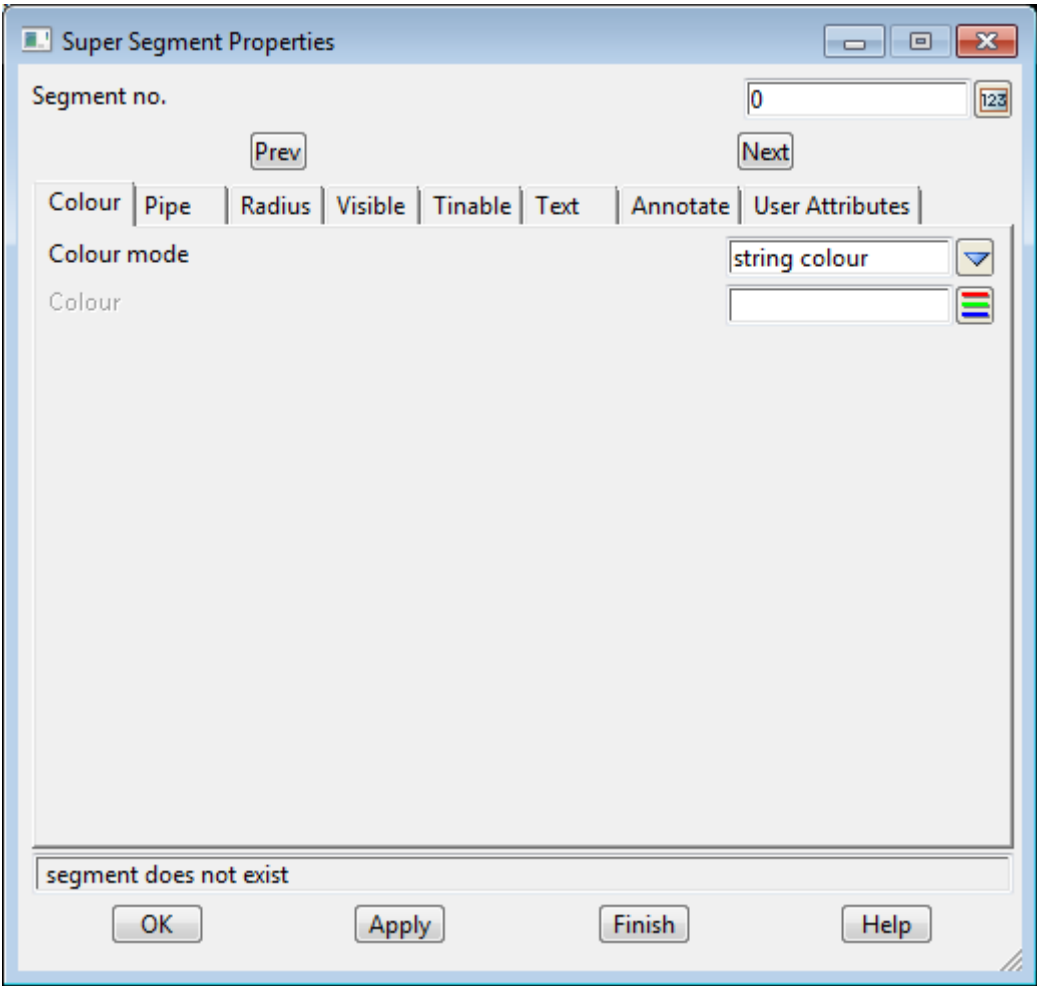 Super Segment Properties
Segment no. 0 123
Prev Next
Colour Pipe Radius Visible Tinable Text Annotate User Attributes
Colour mode string colour
Colour
segment does not exist
OK Apply Finish Help